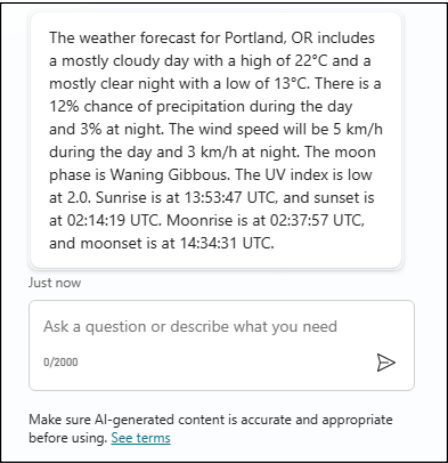 The weather forecast for Portland, OR includes
a mostly cloudy day with a high of 22°C and a
mostly clear night with a low of 13°C. There is a
12% chance of precipitation during the day
and 3% at night. The wind speed will be 5 km/h
during the day and 3 km/h at night. The moon
phase is Waning Gibbous. The UV index is low
at 2.0. Sunrise is at 13:53:47 UTC, and sunset is
at 02:14:19 UTC. Moonrise is at 02:37:57 UTC,
and moonset is at 14:34:31 UTC.
Just now
Ask a question or describe what you need
0/2000
Make sure AI-generated content is accurate and appropriate
before using. See terms